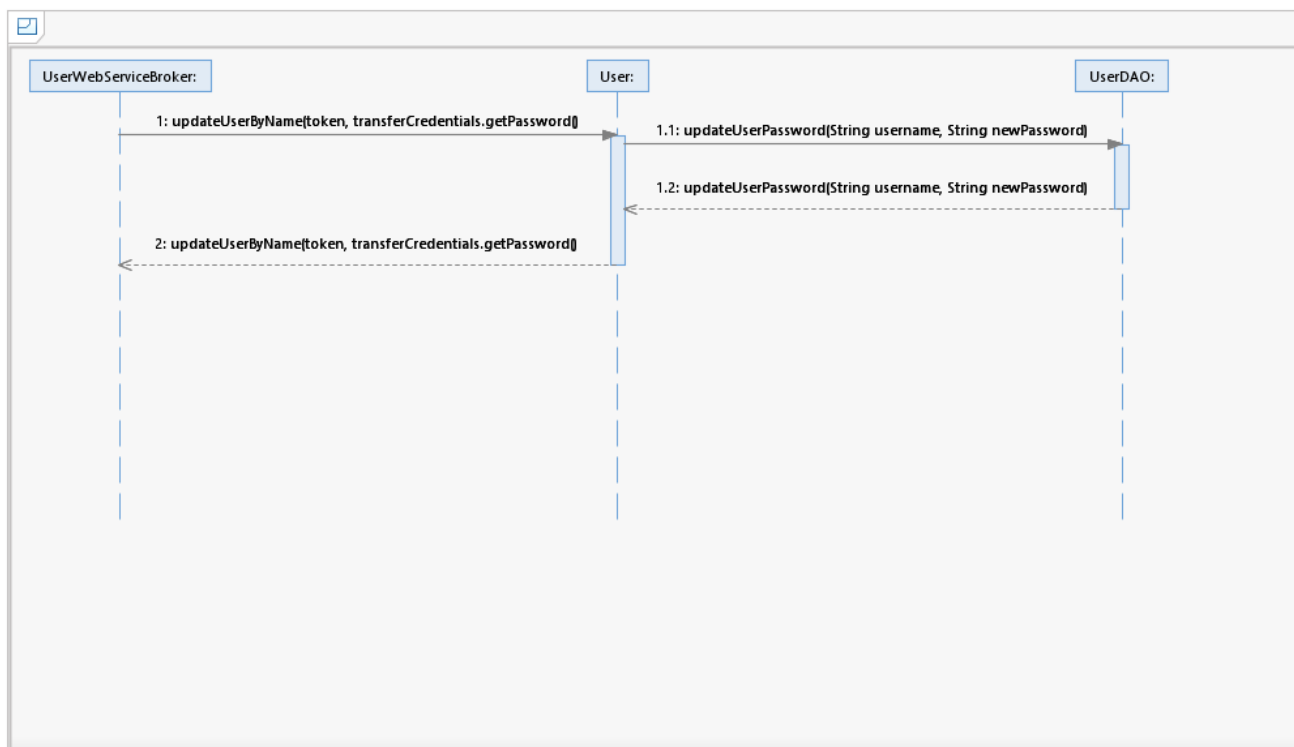 UserWebServiceBroker:
User:
UserDAO:
1: updateUserByName(token, transferCredentials.getPassword()
1.1: updateUserPassword(String username, String newPassword)
1.2: updateUserPassword(String username, String newPassword)
2: updateUserByName(token, transferCredentials.getPassword()